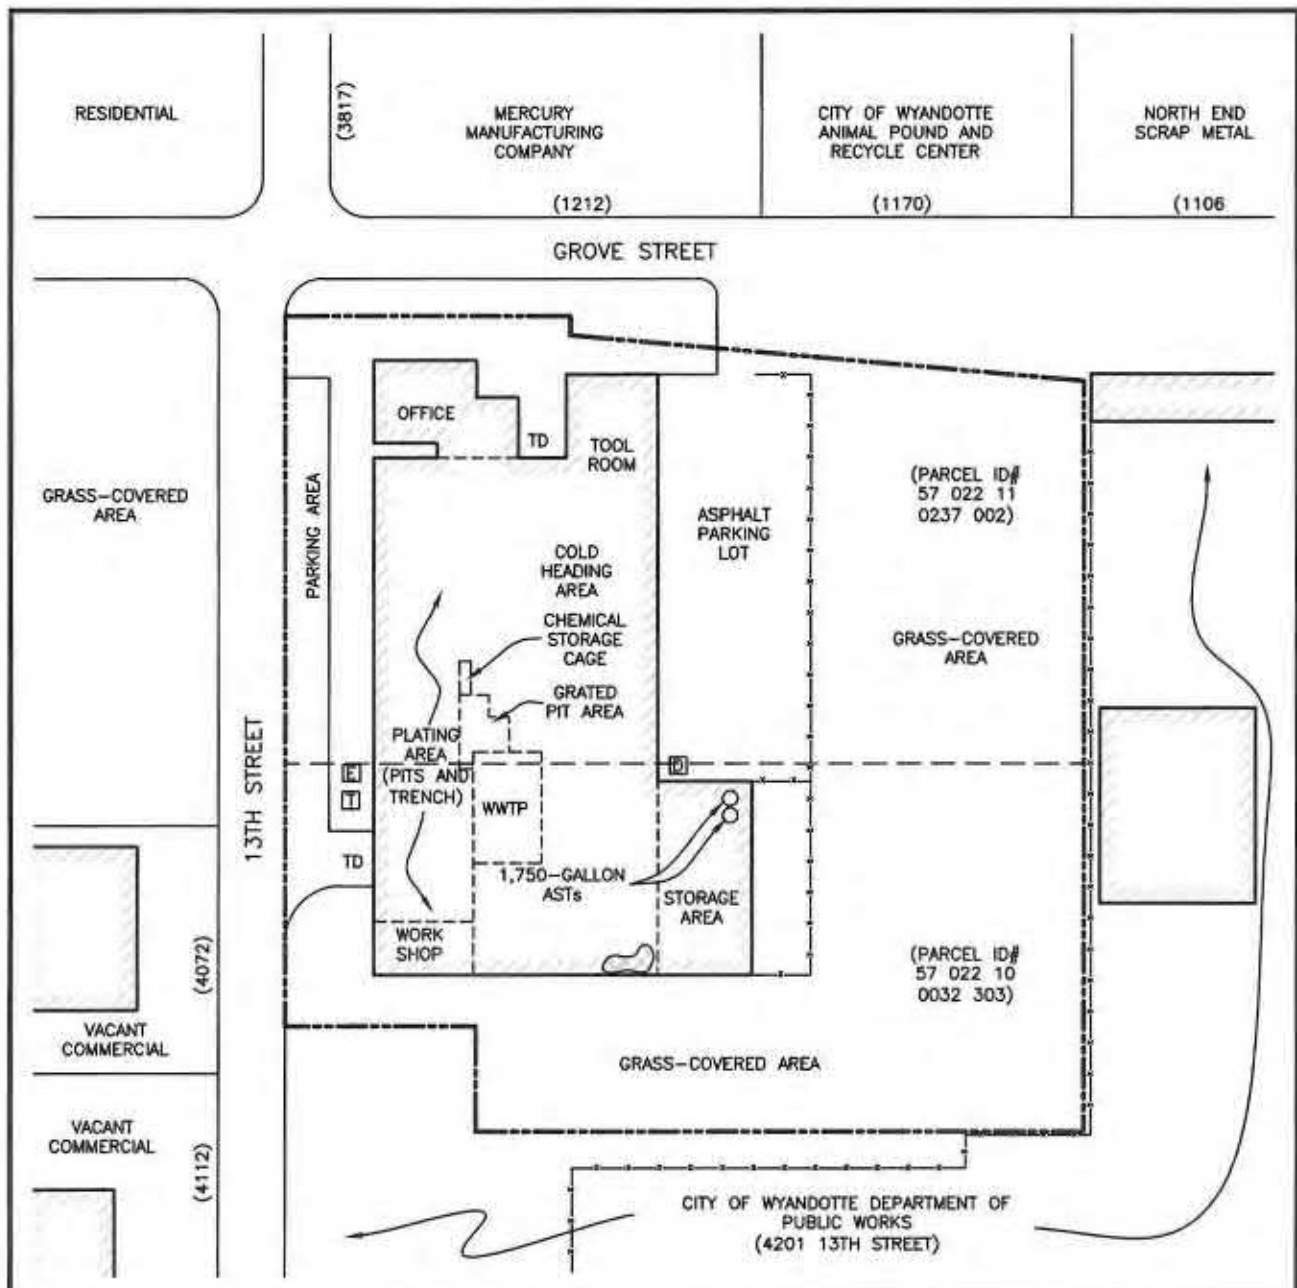 RESIDENTIAL
(3817)
MERCURY
MANUFACTURING
COMPANY
(1212)
CITY OF WYANDOTTE
ANIMAL POUND AND
RECYCLE CENTER
(1170)
NORTH END
SCRAP METAL
(1106
GROVE STREET
GRASS-COVERED
AREA
13TH STREET
PARKING AREA
OFFICE
TD
TOOL
ROOM
COLD
HEADING
AREA
CHEMICAL
STORAGE
CAGE
GRATED
PIT AREA
PLATING
AREA
(PITS AND
TRENCH)
WWTP
E
T
TD
1,750-GALLON
ASTs
STORAGE
AREA
WORK
SHOP
ASPHALT
PARKING
LOT
D
(PARCEL ID#
57 022 11
0237 002)
GRASS-COVERED
AREA
(PARCEL ID#
57 022 10
0032 303)
GRASS-COVERED AREA
(4072)
VACANT
COMMERCIAL
VACANT
COMMERCIAL
(4112)
CITY OF WYANDOTTE DEPARTMENT OF
PUBLIC WORKS
(4201 13TH STREET)